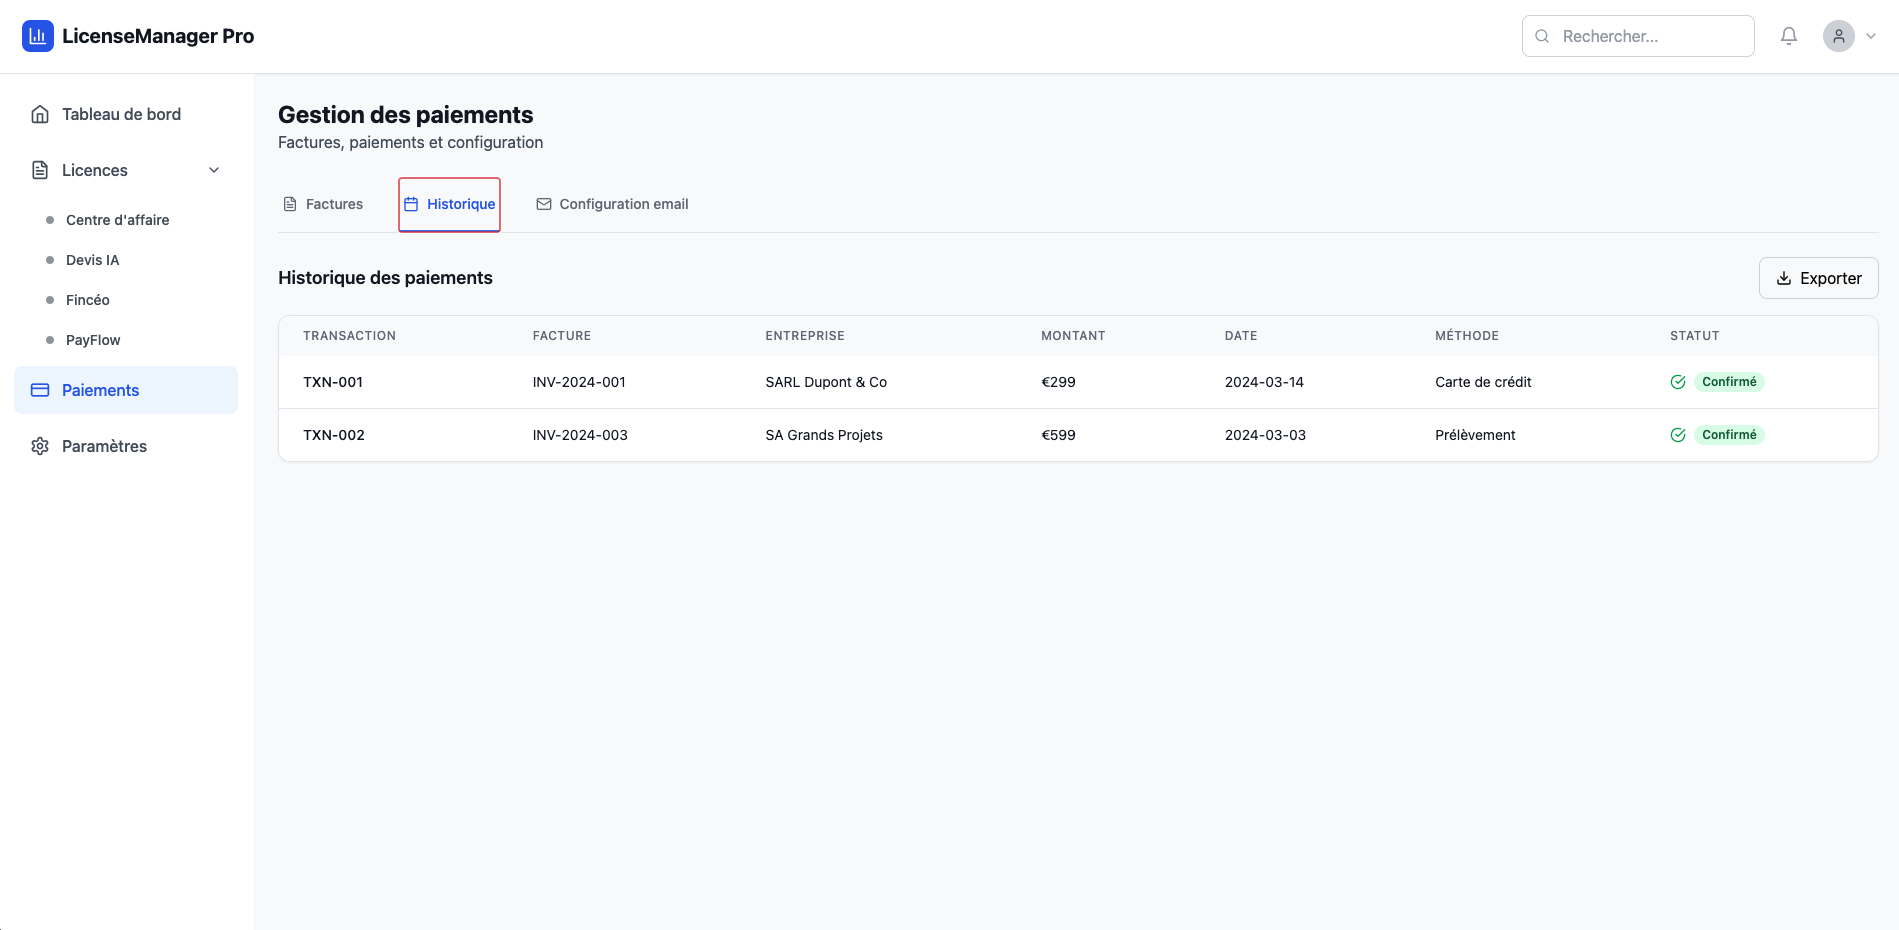 LicenseManager Pro
Rechercher...
Tableau de bord
Licences
Centre d'affaire
Devis IA
Fincéo
PayFlow
Paiements
Paramètres
Gestion des paiements
Factures, paiements et configuration
Factures
Historique
Configuration email
Historique des paiements
Exporter
TRANSACTION FACTURE ENTREPRISE MONTANT DATE MÉTHODE STATUT
TXN-001 INV-2024-001 SARL Dupont & Co €299 2024-03-14 Carte de crédit Confirmé
TXN-002 INV-2024-003 SA Grands Projets €599 2024-03-03 Prélèvement Confirmé